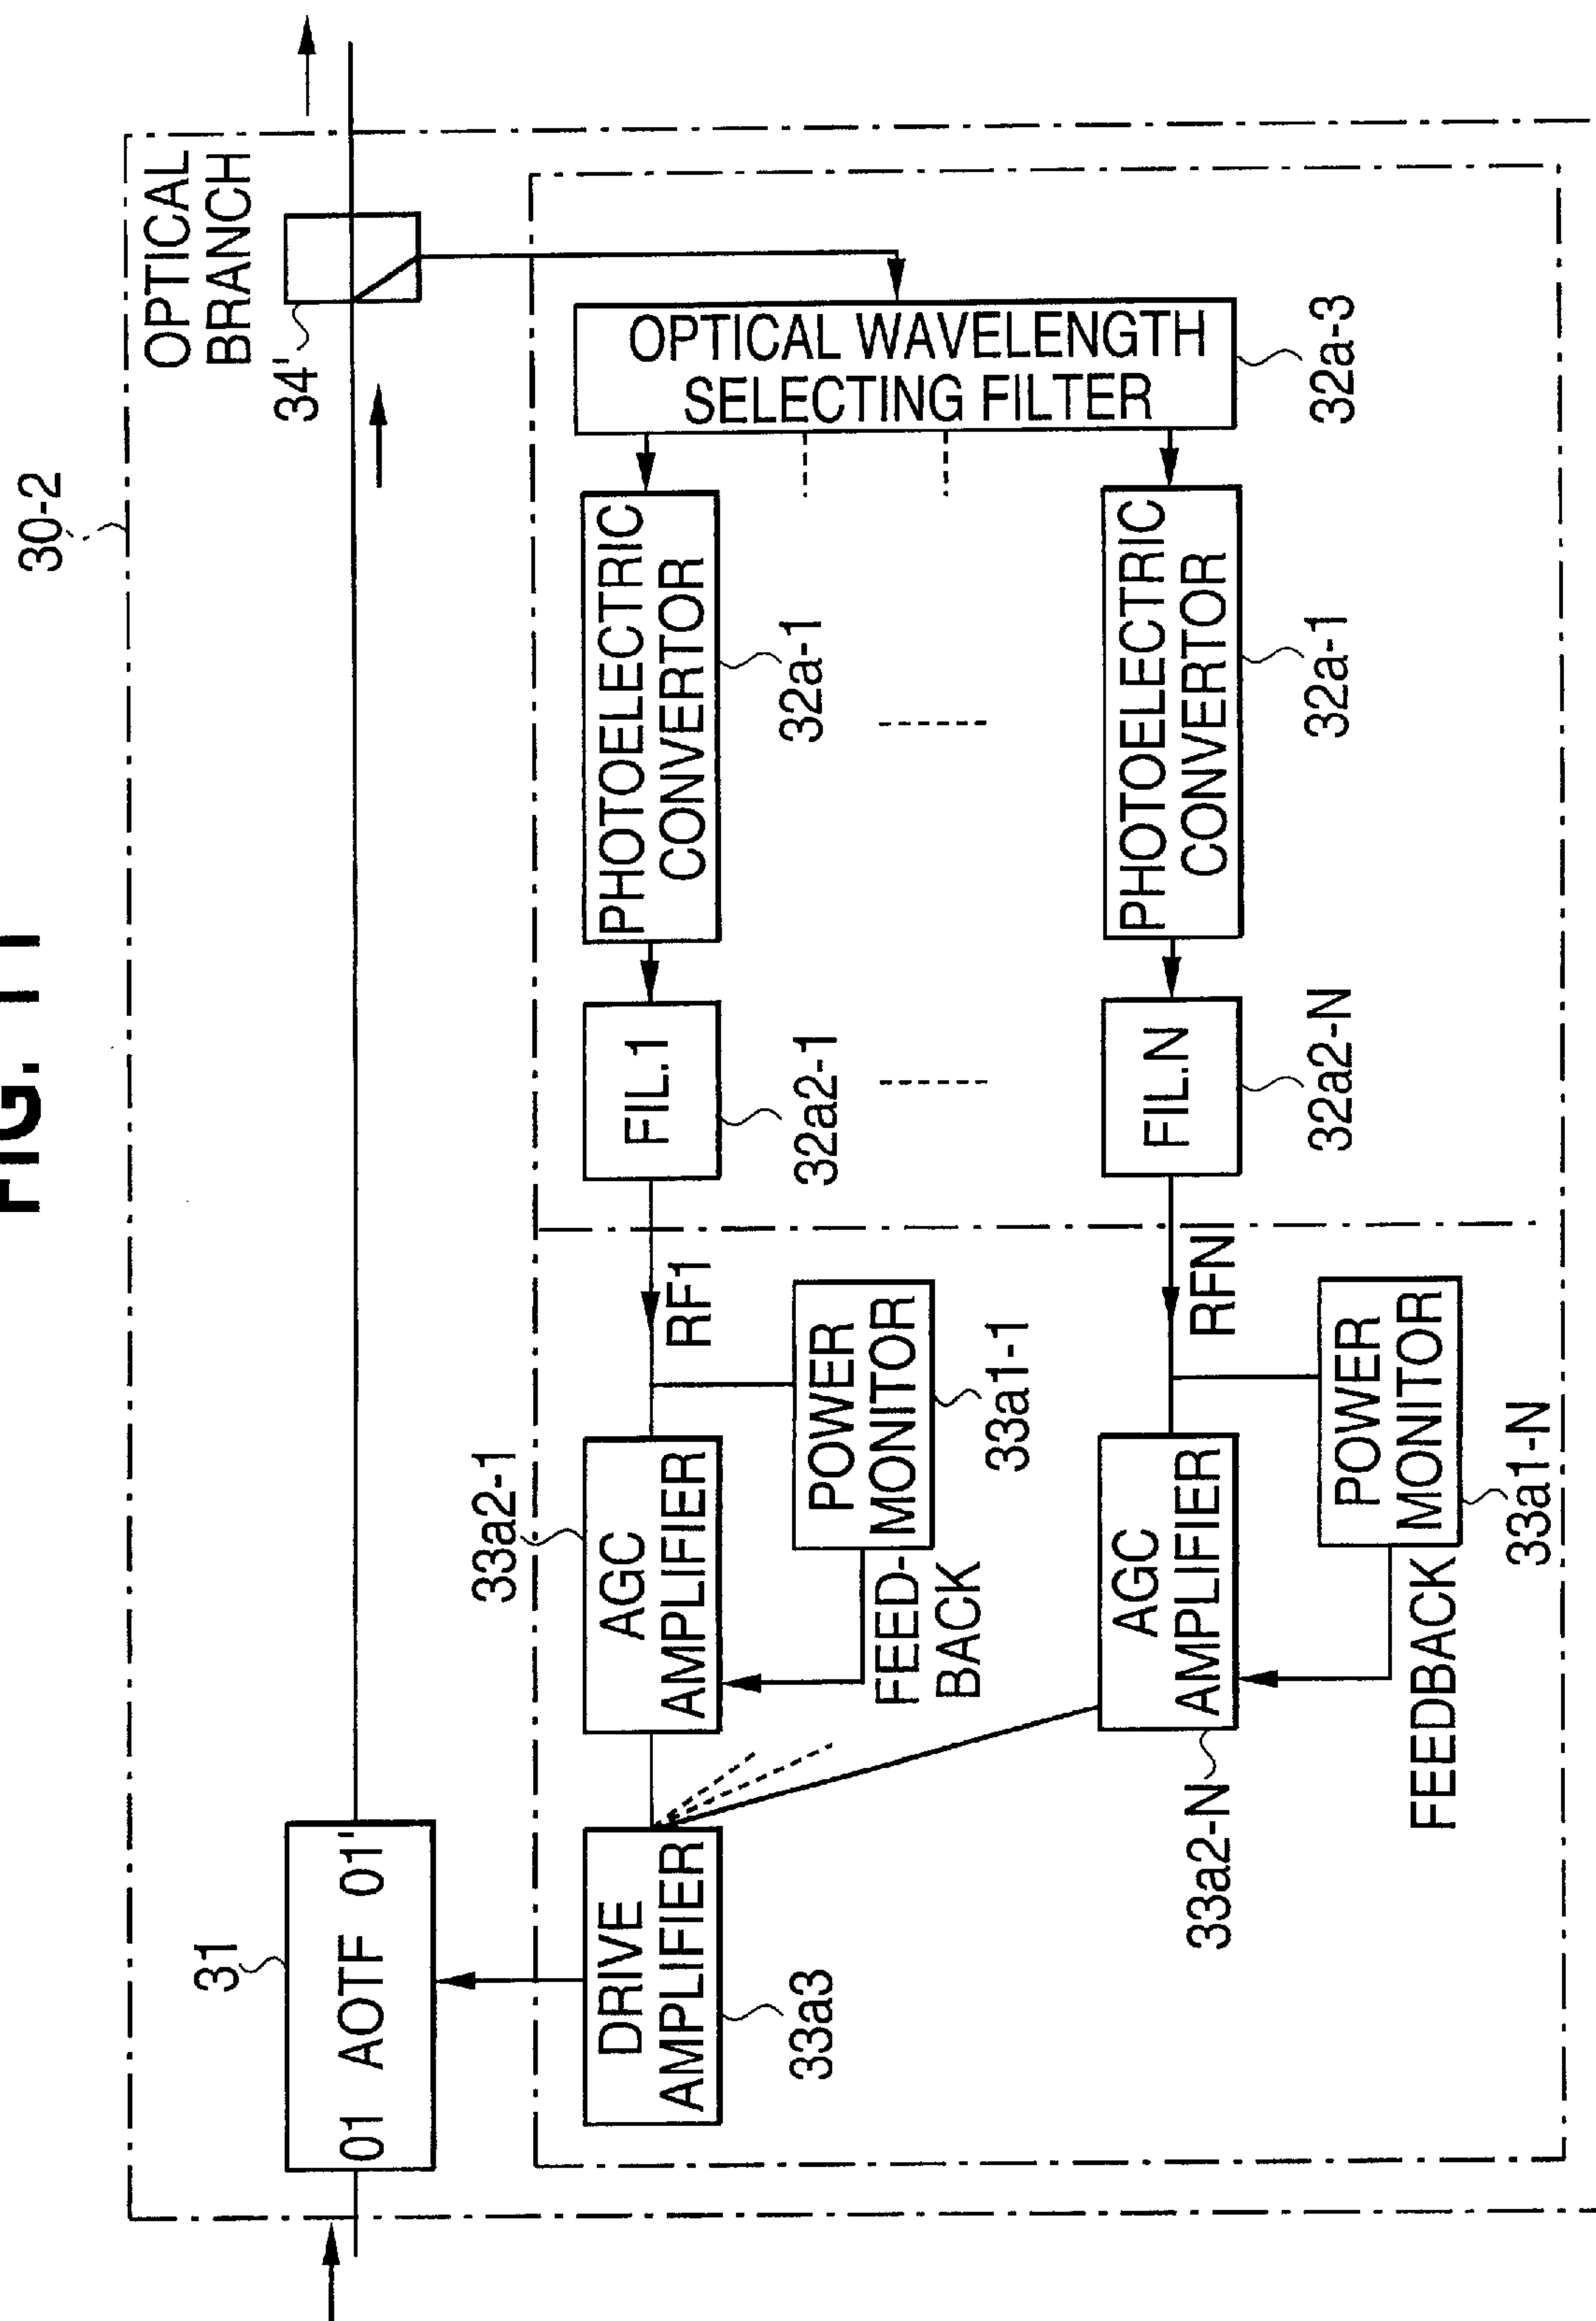 FIG. 11
30-2
31
01 AOTF 01'
34'
OPTICAL
BRANCH
33a2-1
DRIVE
AMPLIFIER
33a3
AGC
AMPLIFIER
FEED-
BACK
POWER
MONITOR
33a1-1
RF1
FIL.1
32a2-1
PHOTOELECTRIC
CONVERTOR
32a-1
OPTICAL WAVELENGTH
SELECTING FILTER
32a-3
33a2-N
AGC
AMPLIFIER
FEEDBACK
POWER
MONITOR
33a1-N
RFN
FIL.N
32a2-N
PHOTOELECTRIC
CONVERTOR
32a-1